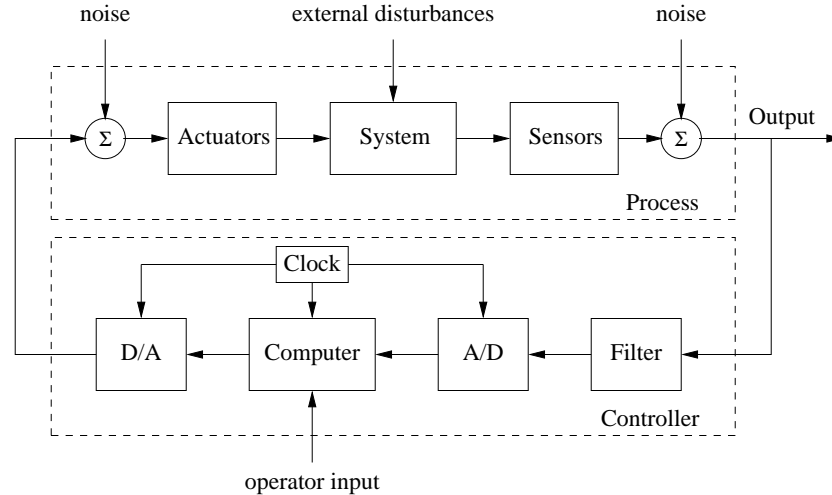 noise
external disturbances
noise
Σ
Actuators
System
Sensors
Σ
Output
Process
Clock
D/A
Computer
A/D
Filter
Controller
operator input